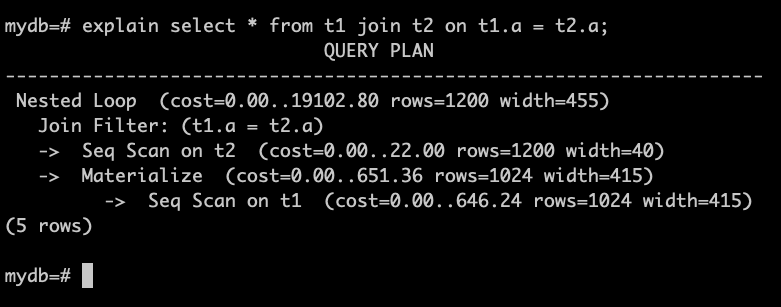 mydb=# explain select * from t1 join t2 on t1.a = t2.a;
QUERY PLAN
--------------------------------------------------------------------
Nested Loop  (cost=0.00..19102.80 rows=1200 width=455)
  Join Filter: (t1.a = t2.a)
  ->  Seq Scan on t2  (cost=0.00..22.00 rows=1200 width=40)
  ->  Materialize  (cost=0.00..651.36 rows=1024 width=415)
        ->  Seq Scan on t1  (cost=0.00..646.24 rows=1024 width=415)
(5 rows)
mydb=#